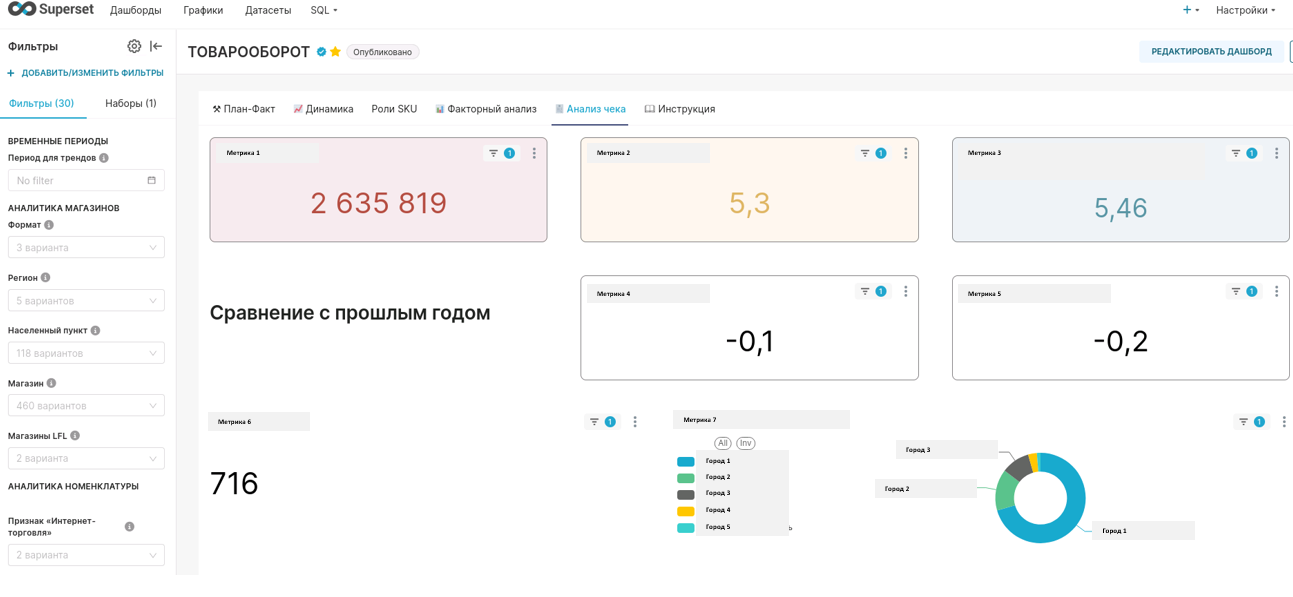 Superset
Дашборды
Графики
Датасеты
SQL
+
Настройки
Фильтры
+ ДОБАВИТЬ/ИЗМЕНИТЬ ФИЛЬТРЫ
Фильтры (30)
Наборы (1)
ВРЕМЕННЫЕ ПЕРИОДЫ
Период для трендов
No filter
АНАЛИТИКА МАГАЗИНОВ
Формат
3 варианта
Регион
5 вариантов
Населенный пункт
118 вариантов
Магазин
460 вариантов
Магазины LFL
2 варианта
АНАЛИТИКА НОМЕНКЛАТУРЫ
Признак «Интернет-
торговля»
2 варианта
ТОВАРООБОРОТ
Опубликовано
РЕДАКТИРОВАТЬ ДАШБОРД
План-Факт
Динамика
Роли SKU
Факторный анализ
Анализ чека
Инструкция
Метрика 1
1
2 635 819
Метрика 2
1
5,3
Метрика 3
1
5,46
Сравнение с прошлым годом
Метрика 4
1
-0,1
Метрика 5
1
-0,2
Метрика 6
1
716
Метрика 7
1
All
Inv
Город 1
Город 2
Город 3
Город 4
Город 5
Город 3
Город 2
Город 1